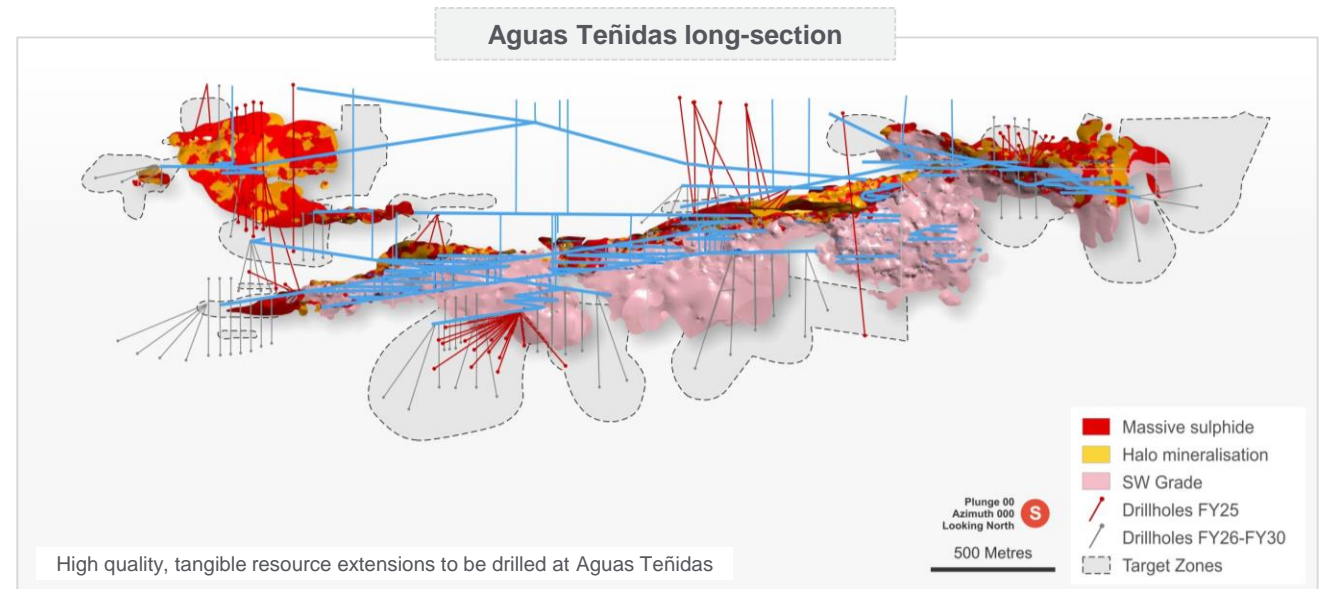 Aguas Teñidas long-section
Plunge 00
Azimuth 000
Looking North
S
500 Metres
Massive sulphide
Halo mineralisation
SW Grade
Drillholes FY25
Drillholes FY26-FY30
Target Zones
High quality, tangible resource extensions to be drilled at Aguas Teñidas